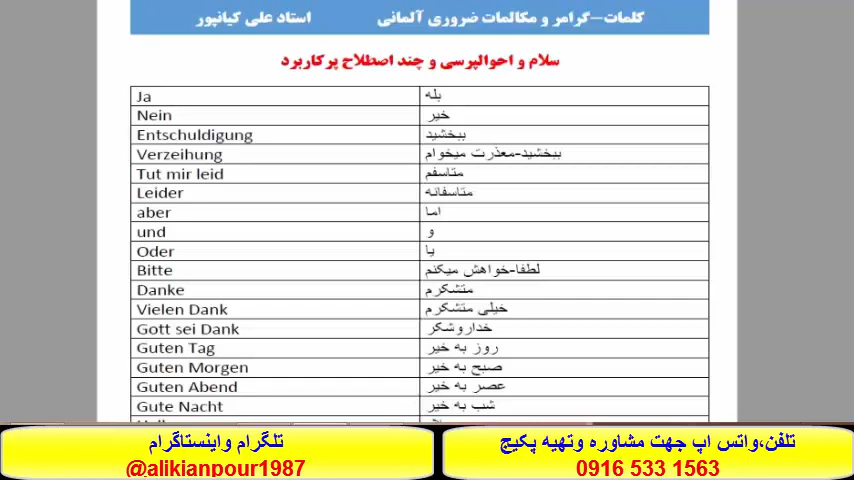 کلمات–گرامر و مکالمات ضروری آلمانی استاد علی کیانپور
سلام و احوالپرسی و چند اصطلاح پرکاربرد
Ja بله
Nein خیر
Entschuldigung ببخشید
Verzeihung ببخشید-معذرت میخوام
Tut mir leid متاسفم
Leider متاسفانه
aber اما
und و
Oder یا
Bitte لطفا-خواهش میکنم
Danke متشکرم
Vielen Dank خیلی متشکرم
Gott sei Dank خداروشکر
Guten Tag روز به خیر
Guten Morgen صبح به خیر
Guten Abend عصر به خیر
Gute Nacht شب به خیر
تلگرام واینستاگرام
@alikianpour1987
تلفن،واتس اپ جهت مشاوره وتهیه پکیج
0916 533 1563